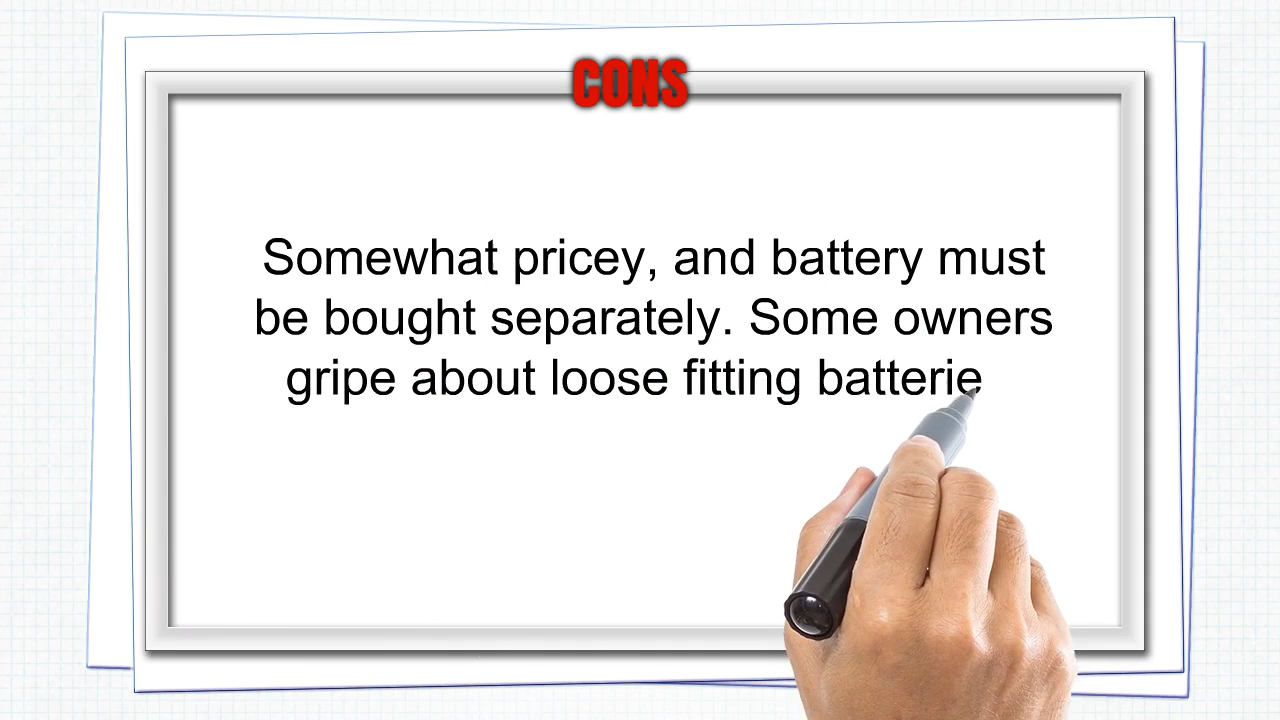 CONS
Somewhat pricey, and battery must
be bought separately. Some owners
gripe about loose fitting batterie